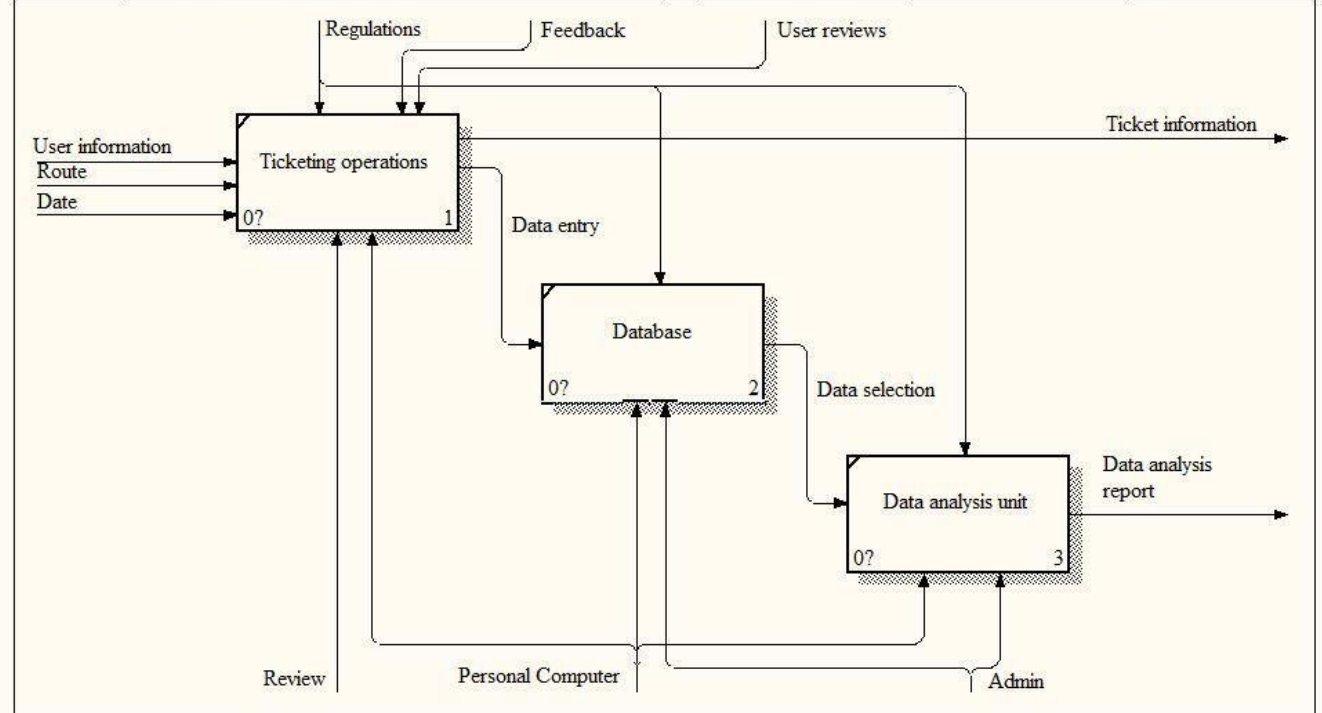 Regulations
Feedback
User reviews
Ticket information
User information
Route
Date
Ticketing operations
0?
1
Data entry
Database
0?
2
Data selection
Data analysis
report
Data analysis unit
0?
3
Review
Personal Computer
Admin